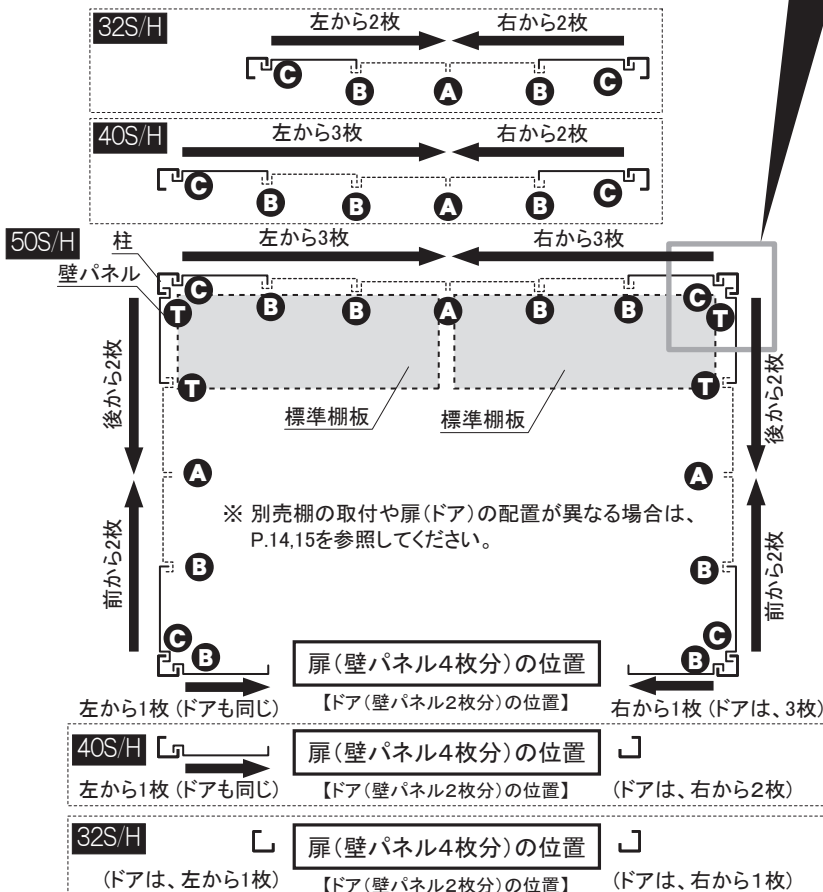 32S/H
左から2枚
右から2枚
C
B
A
B
C
40S/H
左から3枚
右から2枚
C
B
B
A
B
C
50S/H
柱
壁パネル
左から3枚
右から3枚
C
B
B
A
B
B
C
T
T
T
T
標準棚板
標準棚板
後から2枚
後から2枚
A
A
※ 別売棚の取付や扉(ドア)の配置が異なる場合は、
P.14,15を参照してください。
前から2枚
前から2枚
B
B
C
B
C
B
扉(壁パネル4枚分)の位置
【ドア(壁パネル2枚分)の位置】
左から1枚 (ドアも同じ)
右から1枚 (ドアは、3枚)
40S/H
扉(壁パネル4枚分)の位置
左から1枚 (ドアも同じ)
【ドア(壁パネル2枚分)の位置】
(ドアは、右から2枚)
32S/H
扉(壁パネル4枚分)の位置
(ドアは、左から1枚)
【ドア(壁パネル2枚分)の位置】
(ドアは、右から1枚)